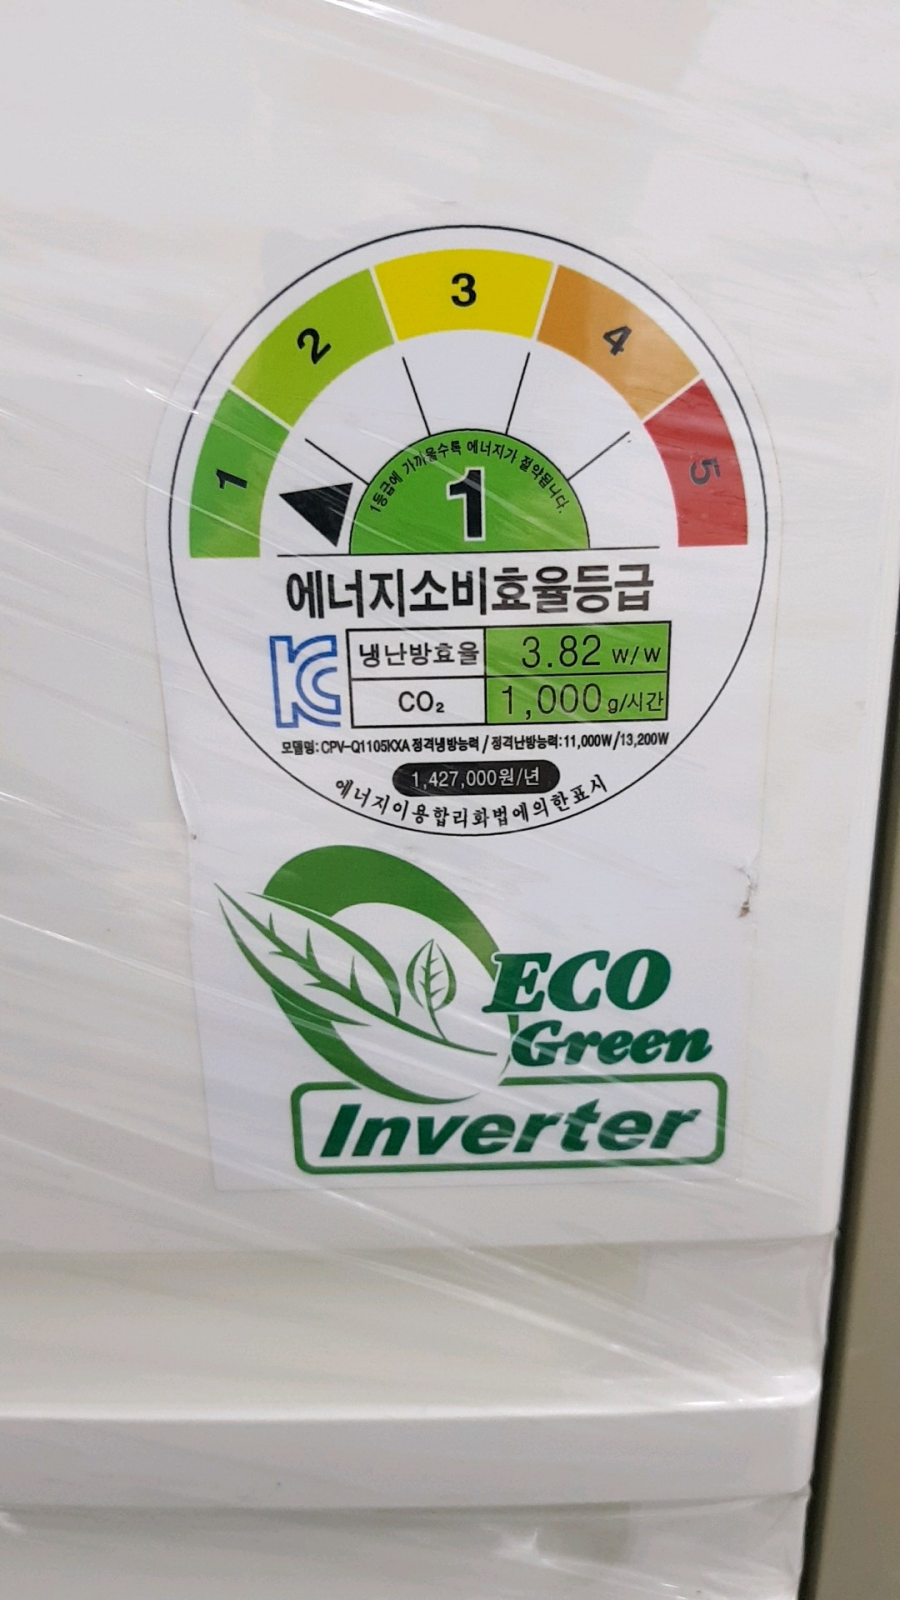 1
2
3
4
5
1등급에 가까울수록 에너지가 절약됩니다.
1
에너지소비효율등급
냉난방효율 3.82 w/w
CO₂ 1,000g/시간
모델명: CPV-Q1105KXA 정격냉방능력 / 정격난방능력: 11,000W/13,200W
1,427,000원/년
에너지이용합리화법에의한표시
ECO
Green
Inverter